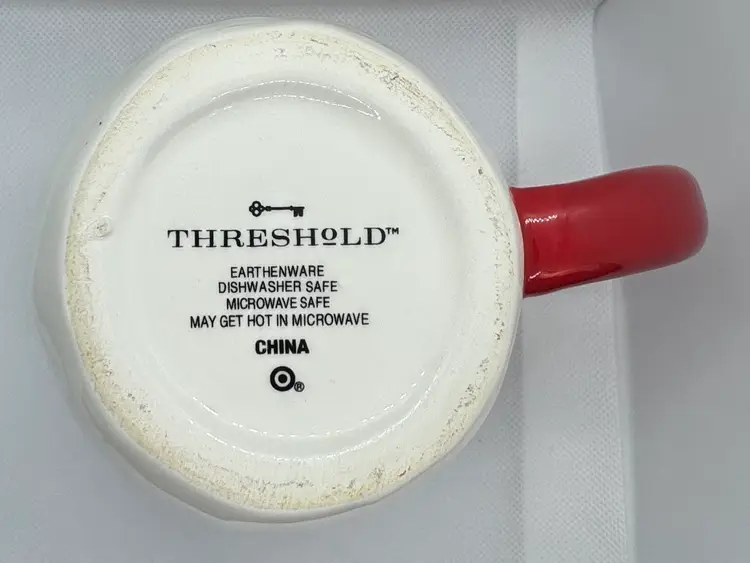 THRESHOLD™
EARTHENWARE
DISHWASHER SAFE
MICROWAVE SAFE
MAY GET HOT IN MICROWAVE
CHINA
®